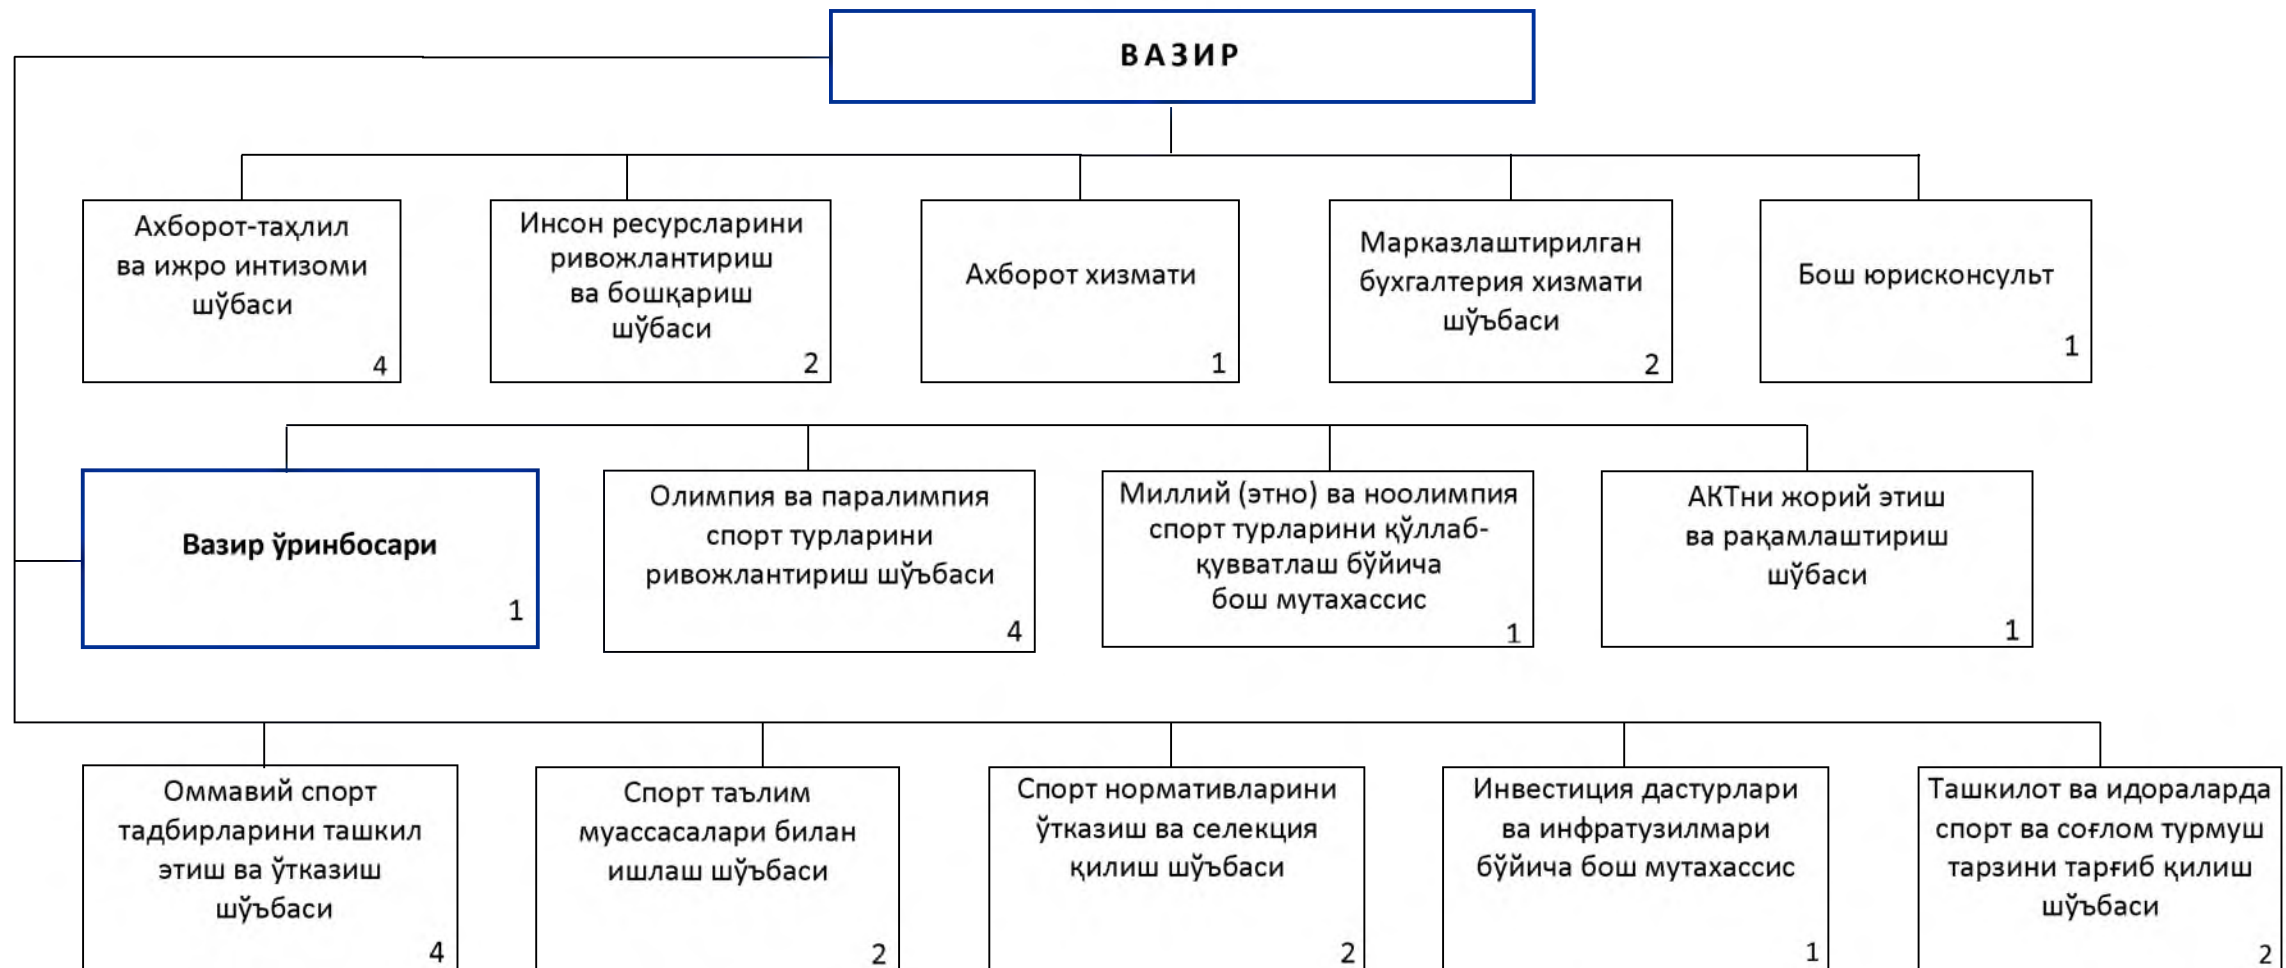 ВАЗИР
Ахборот-таҳлил
ва ижро интизоми
шўбаси
4
Инсон ресурсларини
ривожлантириш
ва бошқариш
шўбаси
2
Ахборот хизмати
1
Марказлаштирилган
бухгалтерия хизмати
шўъбаси
2
Бош юрисконсульт
1
Вазир ўринбосари
1
Олимпия ва паралимпия
спорт турларини
ривожлантириш шўъбаси
4
Миллий (этно) ва ноолимпия
спорт турларини қўллаб-
қувватлаш бўйича
бош мутахассис
1
АКТни жорий этиш
ва рақамлаштириш
шўбаси
1
Оммавий спорт
тадбирларини ташкил
этиш ва ўтказиш
шўъбаси
4
Спорт таълим
муассасалари билан
ишлаш шўъбаси
2
Спорт нормативларини
ўтказиш ва селекция
қилиш шўъбаси
2
Инвестиция дастурлари
ва инфратузилмари
бўйича бош мутахассис
1
Ташкилот ва идораларда
спорт ва соғлом турмуш
тарзини тарғиб қилиш
шўъбаси
2